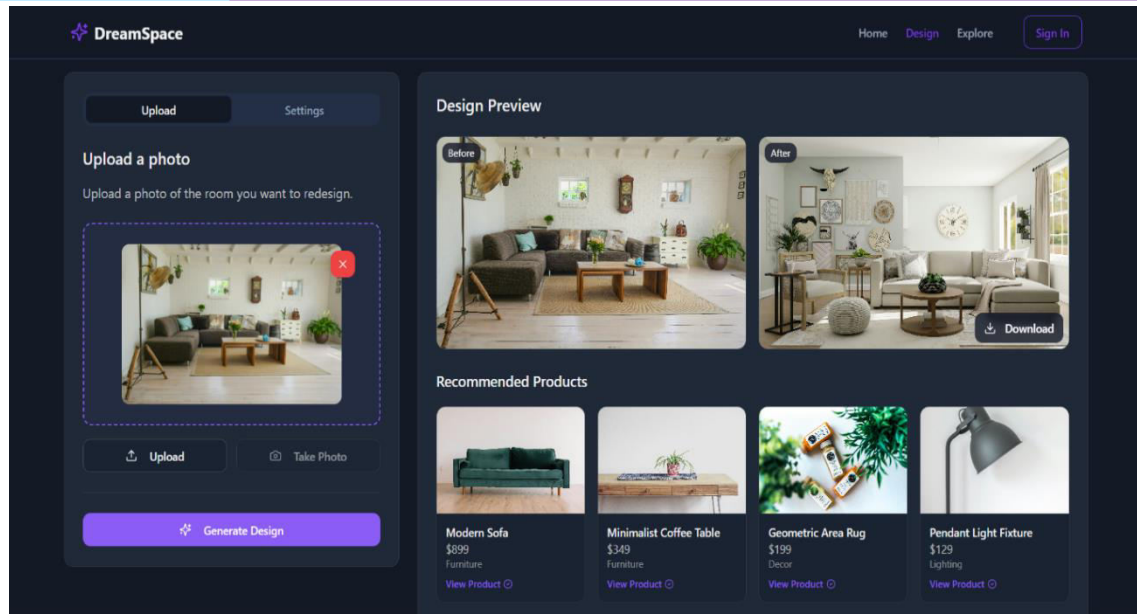 DreamSpace
Home Design Explore Sign In
Upload Settings
Upload a photo
Upload a photo of the room you want to redesign.
Upload Take Photo
Generate Design
Design Preview
Before
After
Download
Recommended Products
Modern Sofa
$899
Furniture
View Product
Minimalist Coffee Table
$349
Furniture
View Product
Geometric Area Rug
$199
Decor
View Product
Pendant Light Fixture
$129
Lighting
View Product